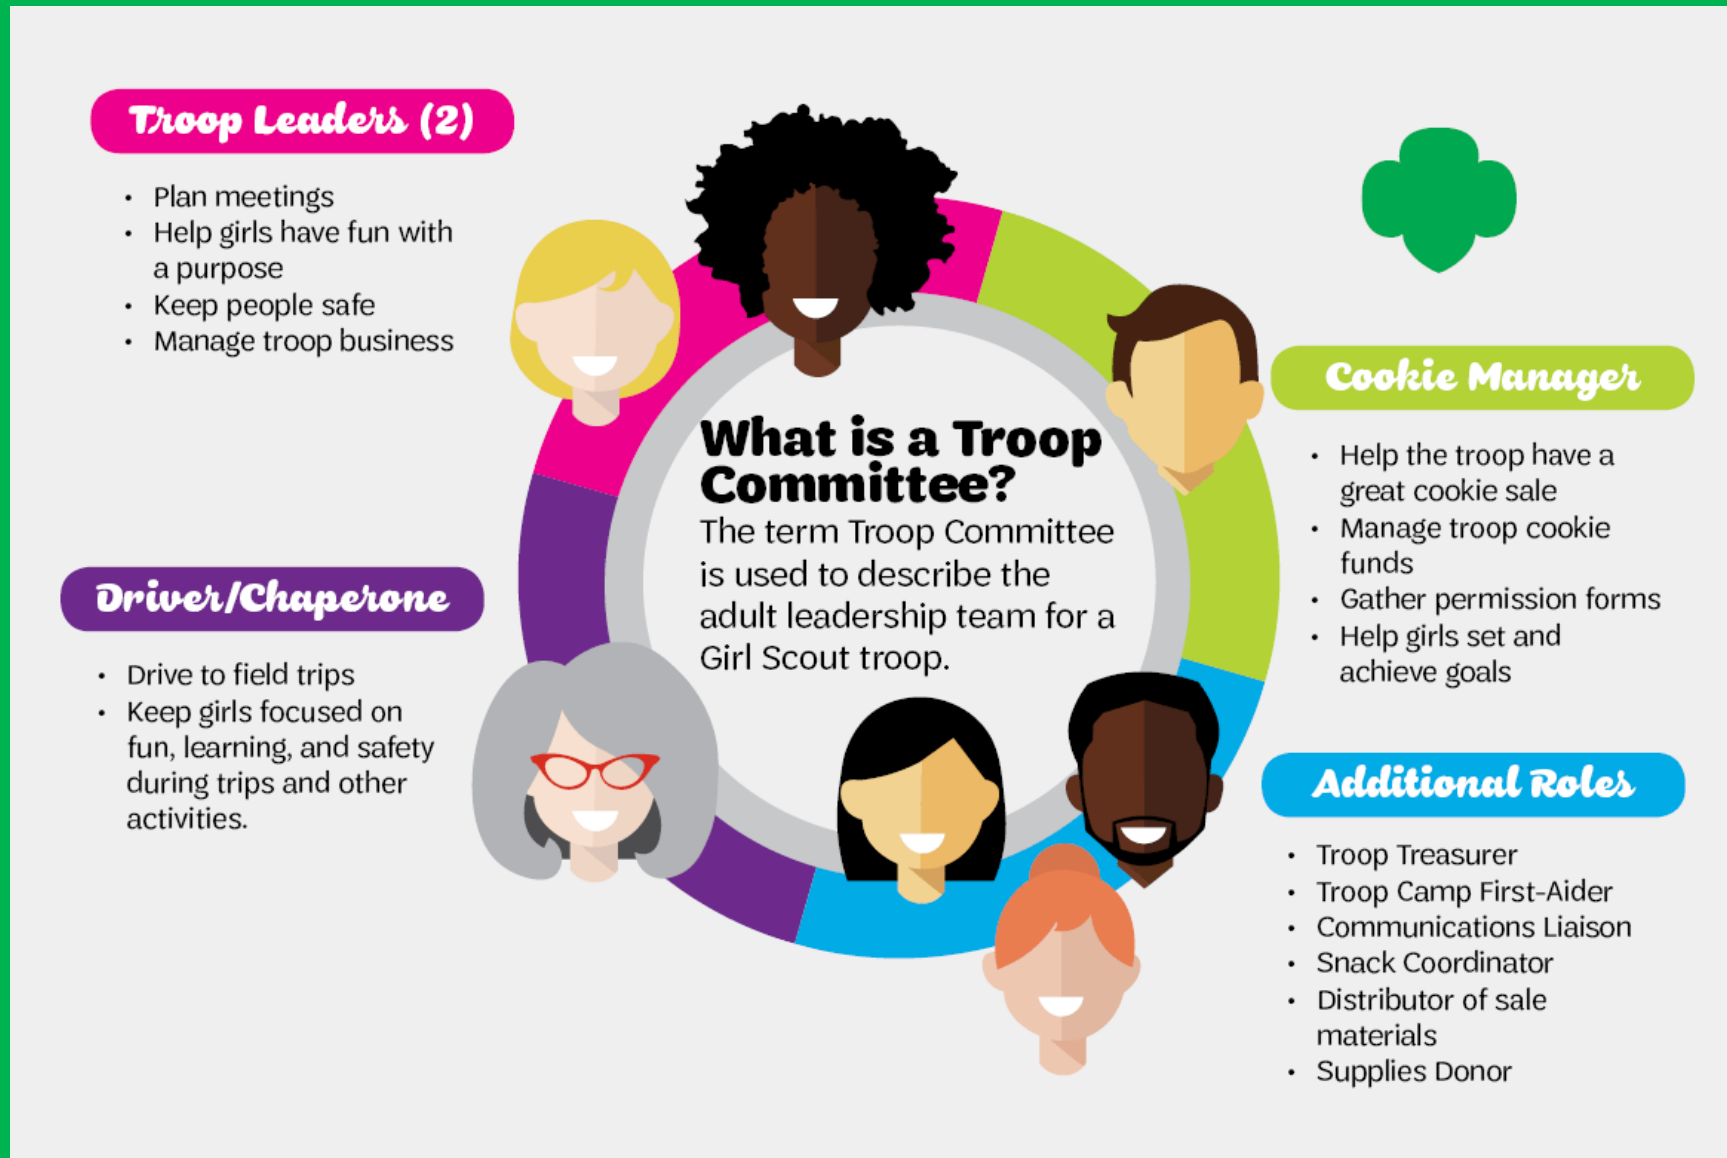 Troop Leaders (2)
• Plan meetings
• Help girls have fun with
a purpose
• Keep people safe
• Manage troop business
What is a Troop
Committee?
The term Troop Committee
is used to describe the
adult leadership team for a
Girl Scout troop.
Cookie Manager
• Help the troop have a
great cookie sale
• Manage troop cookie
funds
• Gather permission forms
• Help girls set and
achieve goals
Driver/Chaperone
• Drive to field trips
• Keep girls focused on
fun, learning, and safety
during trips and other
activities.
Additional Roles
• Troop Treasurer
• Troop Camp First-Aider
• Communications Liaison
• Snack Coordinator
• Distributor of sale
materials
• Supplies Donor